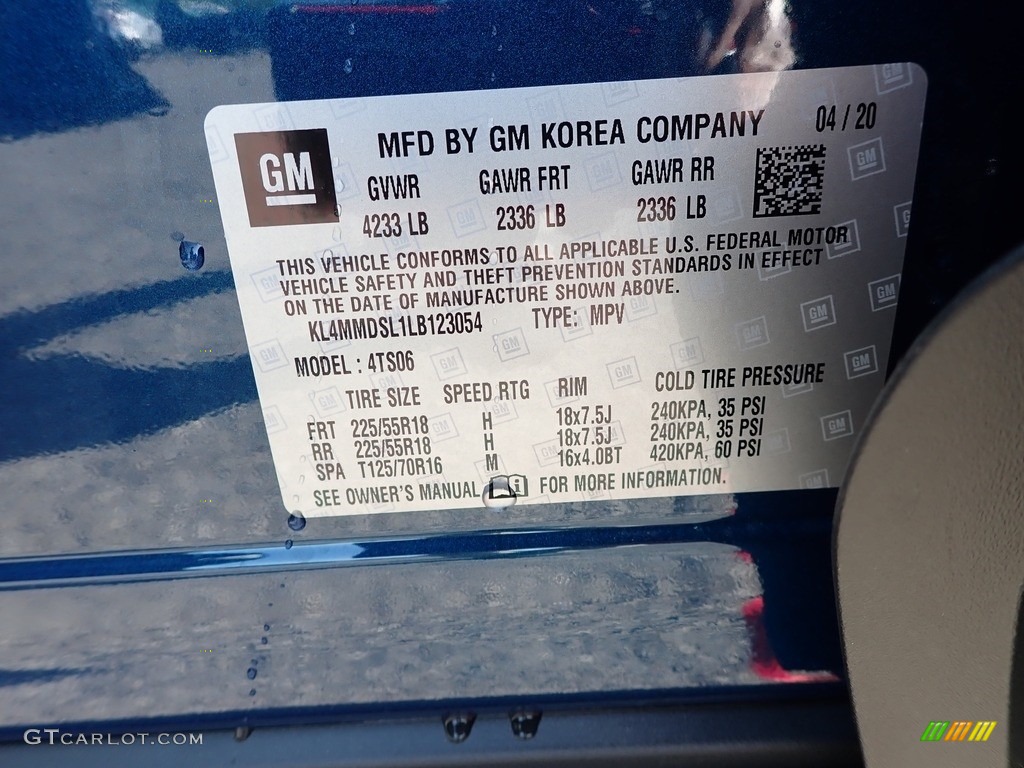 GM
MFD BY GM KOREA COMPANY 04 / 20
GVWR GAWR FRT GAWR RR
4233 LB 2336 LB 2336 LB
THIS VEHICLE CONFORMS TO ALL APPLICABLE U.S. FEDERAL MOTOR
VEHICLE SAFETY AND THEFT PREVENTION STANDARDS IN EFFECT
ON THE DATE OF MANUFACTURE SHOWN ABOVE.
KL4MMDSL1LB123054 TYPE: MPV
MODEL : 4TS06
TIRE SIZE SPEED RTG RIM COLD TIRE PRESSURE
FRT 225/55R18 H 18x7.5J 240KPA, 35 PSI
RR 225/55R18 H 18x7.5J 240KPA, 35 PSI
SPA T125/70R16 M 16x4.0BT 420KPA, 60 PSI
SEE OWNER'S MANUAL i FOR MORE INFORMATION.
GTCARLOT.COM